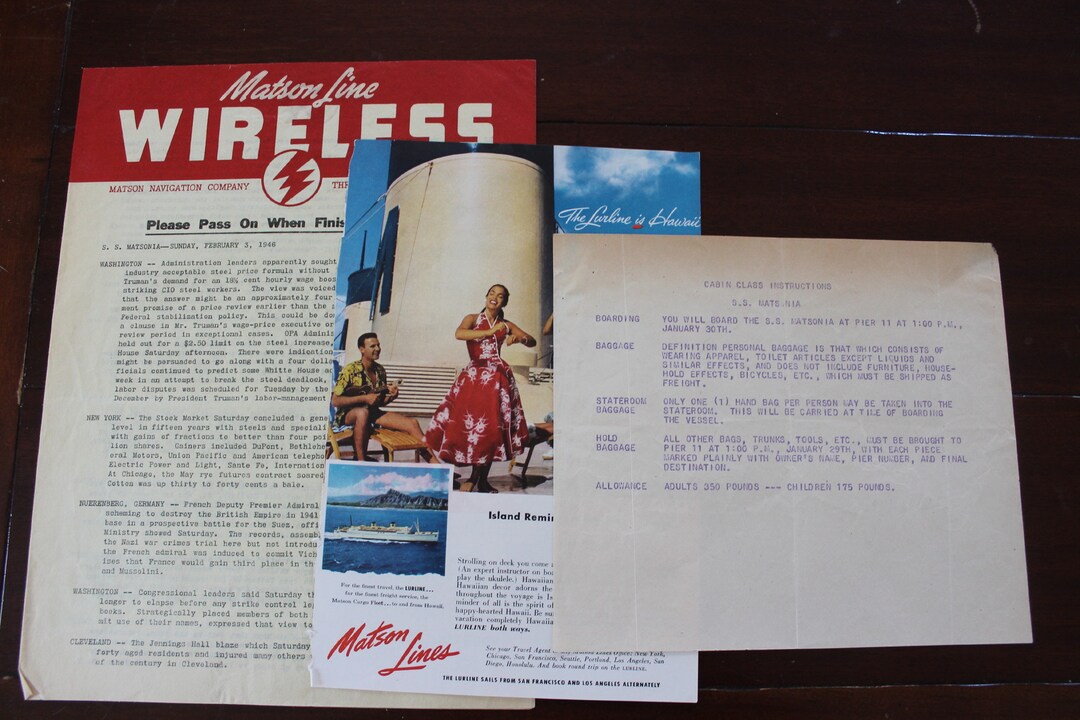 Matson Line
WIRELESS
MATSON NAVIGATION COMPANY
Please Pass On When Finis
S. S. MATSONIA—SUNDAY, FEBRUARY 3, 1946
WASHINGTON -- Administration leaders apparently sought
industry acceptable steel price formula without
Truman's demand for an 18½ cent hourly wage boos
striking CIO steel workers. The view was voiced
that the answer might be an approximately four
ment promise of a price review earlier than the
Federal stabilization policy. This could be do
a clause in Mr. Truman's wage-price executive or
review period in exceptional cases. OPA Admini
held out for a $2.50 limit on the steel increase,
House Saturday afternoon. There were indication
might be persuaded to go along with a four dolla
ficials continued to predict some Whitte House
week in an attempt to break the steel deadlock,
labor disputes was scheduled for Tuesday by the
December by President Truman's labor-management
NEW YORK -- The Stock Market Saturday concluded a gene
level in fifteen years with steels and speciali
with gains of fractions to better than four poi
lion shares. Gainers included DuPont, Bethlehe
eral Motors, Union Pacific and American telepho
Electric Power and Light, Santa Fe, Internation
At Chicago, the May rye futures contract soared
Cotten was up thirty to forty cents a bale.
NUERENBERG, GERMANY -- French Deputy Premier Admiral
scheming to destroy the British Empire in 1941
base in a prospective battle for the Suez, offi
Ministry showed Saturday. The records, assemb
the Nazi war crimes trial here but not introdu
the French admiral was induced to commit Vich
ises that France would gain third place in th
and Mussolini.
WASHINGTON -- Congressional leaders said Saturday th
longer to elapse before any strike control le
books. Strategically placed members of both
mit use of their names, expressed that view to
CLEVELAND -- The Jennings Hall blaze which Saturday
forty aged residents and injured many others
of the century in Cleveland.
The Lurline is Hawaii
Island Remi
Strolling on deck you come
(An expert instructor on bo
play the ukulele.) Hawaiian
Hawaiian decor adorns the
throughout the voyage is Is
minder of all is the spirit of
happy-hearted Hawaii. Be su
vacation completely Hawaiia
LURLINE both ways.
For the finest travel, the LURLINE...
for the finest freight service, the
Matson Cargo Fleet...to and from Hawaii.
Matson
Lines
See your Travel Agent New York,
Chicago, San Francisco, Seattle, Portland, Los Angeles, San
Diego, Honolulu. And book round trip on the LURLINE.
THE LURLINE SAILS FROM SAN FRANCISCO AND LOS ANGELES ALTERNATELY
CABIN CLASS INSTRUCTIONS
S.S. MATSONIA
BOARDING YOU WILL BOARD THE S.S. MATSONIA AT PIER 11 AT 1:00 P.M.,
JANUARY 30TH.
BAGGAGE DEFINITION PERSONAL BAGGAGE IS THAT WHICH CONSISTS OF
WEARING APPAREL, TOILET ARTICLES EXCEPT LIQUIDS AND
SIMILAR EFFECTS, AND DOES NOT INCLUDE FURNITURE, HOUSE-
HOLD EFFECTS, BICYCLES, ETC., WHICH MUST BE SHIPPED AS
FREIGHT.
STATEROOM ONLY ONE (1) HAND BAG PER PERSON MAY BE TAKEN INTO THE
BAGGAGE STATEROOM. THIS WILL BE CARRIED AT TIME OF BOARDING
THE VESSEL.
HOLD ALL OTHER BAGS, TRUNKS, TOOLS, ETC., MUST BE BROUGHT TO
BAGGAGE PIER 11 AT 1:00 P.M., JANUARY 29TH, WITH EACH PIECE
MARKED PLAINLY WITH OWNER'S NAME, PIER NUMBER, AND FINAL
DESTINATION.
ALLOWANCE ADULTS 350 POUNDS --- CHILDREN 175 POUNDS.